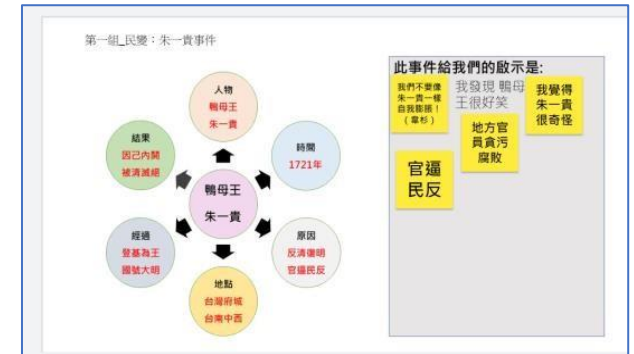 第一組_民變：朱一貴事件
人物
鴨母王
朱一貴
時間
1721年
原因
反清復明
官逼民反
地點
台灣府城
台南中西
經過
登基為王
國號大明
結果
因己內鬨
被清滅絕
鴨母王
朱一貴
此事件給我們的啟示是:
我們不要像
朱一貴一樣
自我膨脹！
我發現 鴨母
王很好笑
我覺得
朱一貴
很奇怪
地方官
員貪污
腐敗
官逼
民反